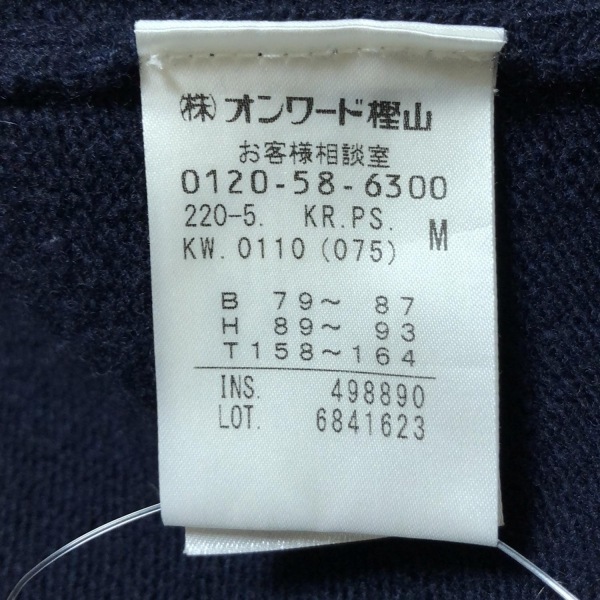 ㈱オンワード樫山
お客様相談室
0120-58-6300
220-5. KR.PS. M
KW.0110(075)
B 79～ 87
H 89～ 93
T158～164
INS. 498890
LOT. 6841623